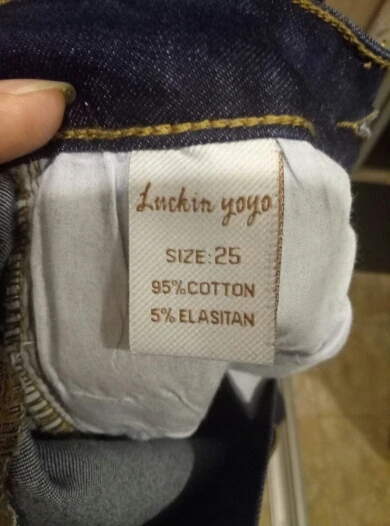 Luckin yoyo
SIZE: 25
95% COTTON
5% ELASITAN